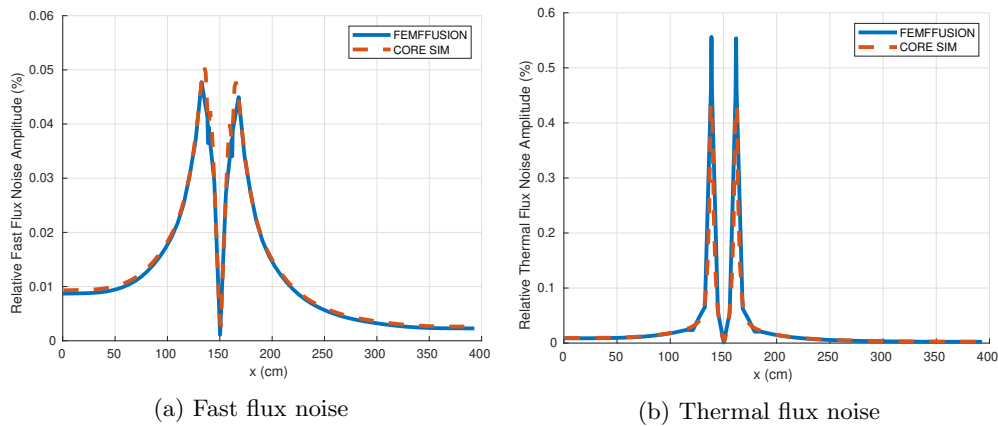 0.06
0.05
0.04
0.03
0.02
0.01
0
Relative Fast Flux Noise Amplitude (%)
FEMFFUSION
CORE SIM
0 50 100 150 200 250 300 350 400
x (cm)
(a) Fast flux noise
0.6
0.5
0.4
0.3
0.2
0.1
0
Relative Thermal Flux Noise Amplitude (%)
FEMFFUSION
CORE SIM
0 50 100 150 200 250 300 350 400
x (cm)
(b) Thermal flux noise